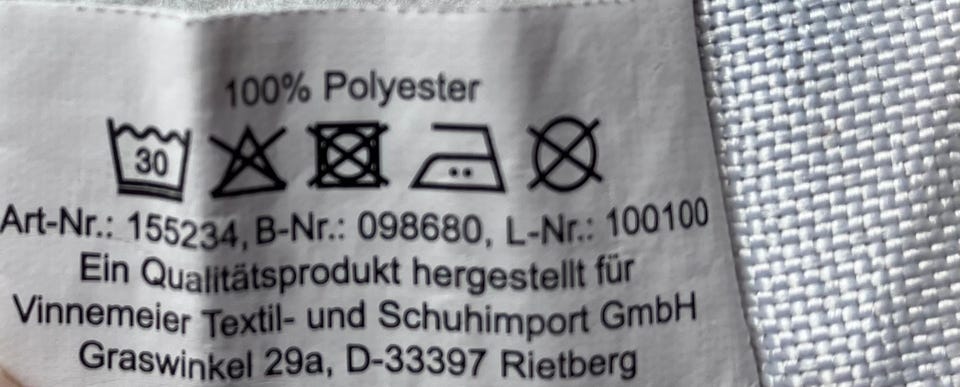 100% Polyester
30
Art-Nr.: 155234, B-Nr.: 098680, L-Nr.: 100100
Ein Qualitätsprodukt hergestellt für
Vinnemeier Textil- und Schuhimport GmbH
Graswinkel 29a, D-33397 Rietberg